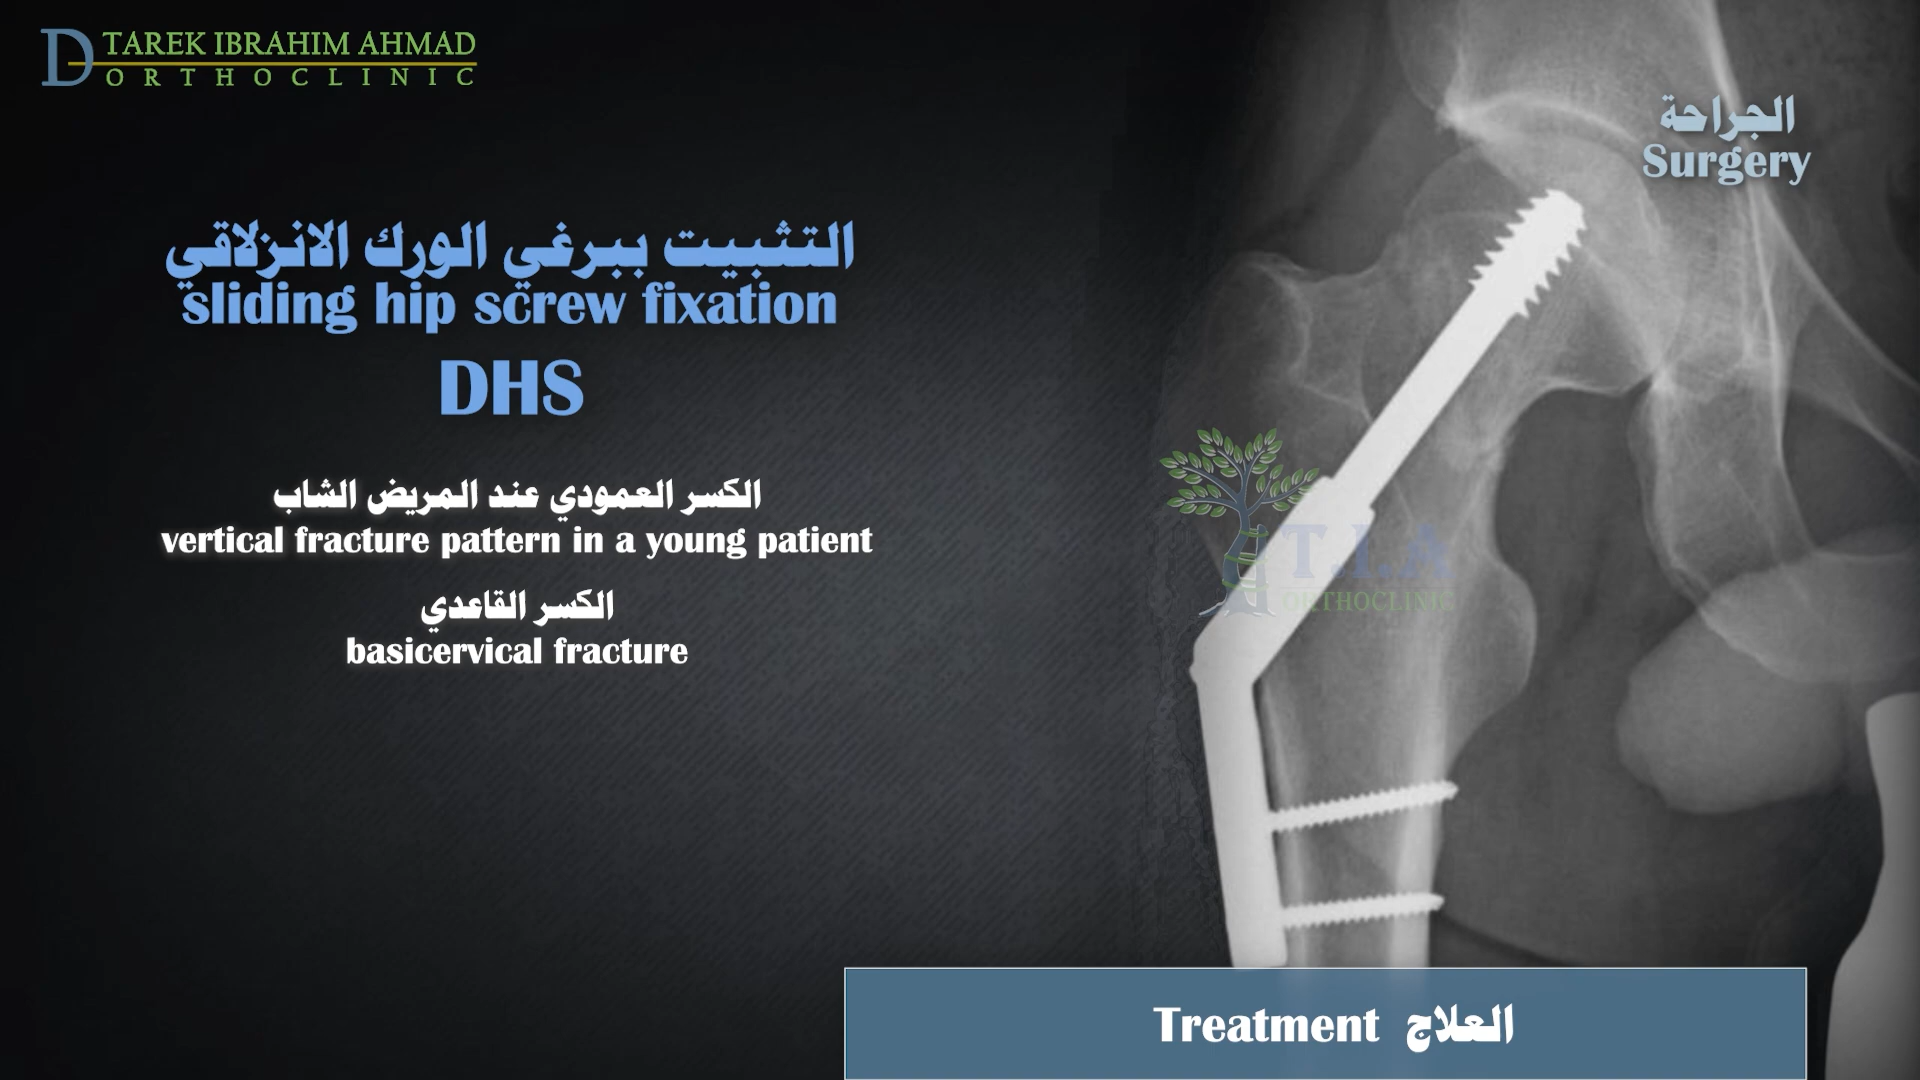 D TAREK IBRAHIM AHMAD
ORTHOCLINIC
الجراحة
Surgery
التثبيت ببرغي الورك الانزلاقي
sliding hip screw fixation
DHS
الكسر العمودي عند المريض الشاب
vertical fracture pattern in a young patient
الكسر القاعدي
basicervical fracture
T.I.A
ORTHOCLINIC
Treatment العلاج